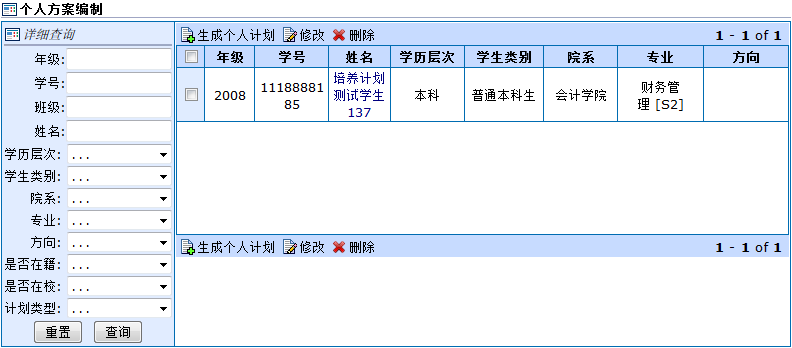 个人方案编制
详细查询
年级:
学号:
班级:
姓名:
学历层次: ...
学生类别: ...
院系: ...
专业: ...
方向: ...
是否在籍: ...
是否在校: ...
计划类型: ...
重置 查询
生成个人计划 修改 删除 1 - 1 of 1
年级 学号 姓名 学历层次 学生类别 院系 专业 方向
2008 1118888185 培养计划测试学生137 本科 普通本科生 会计学院 财务管理 [S2]
生成个人计划 修改 删除 1 - 1 of 1